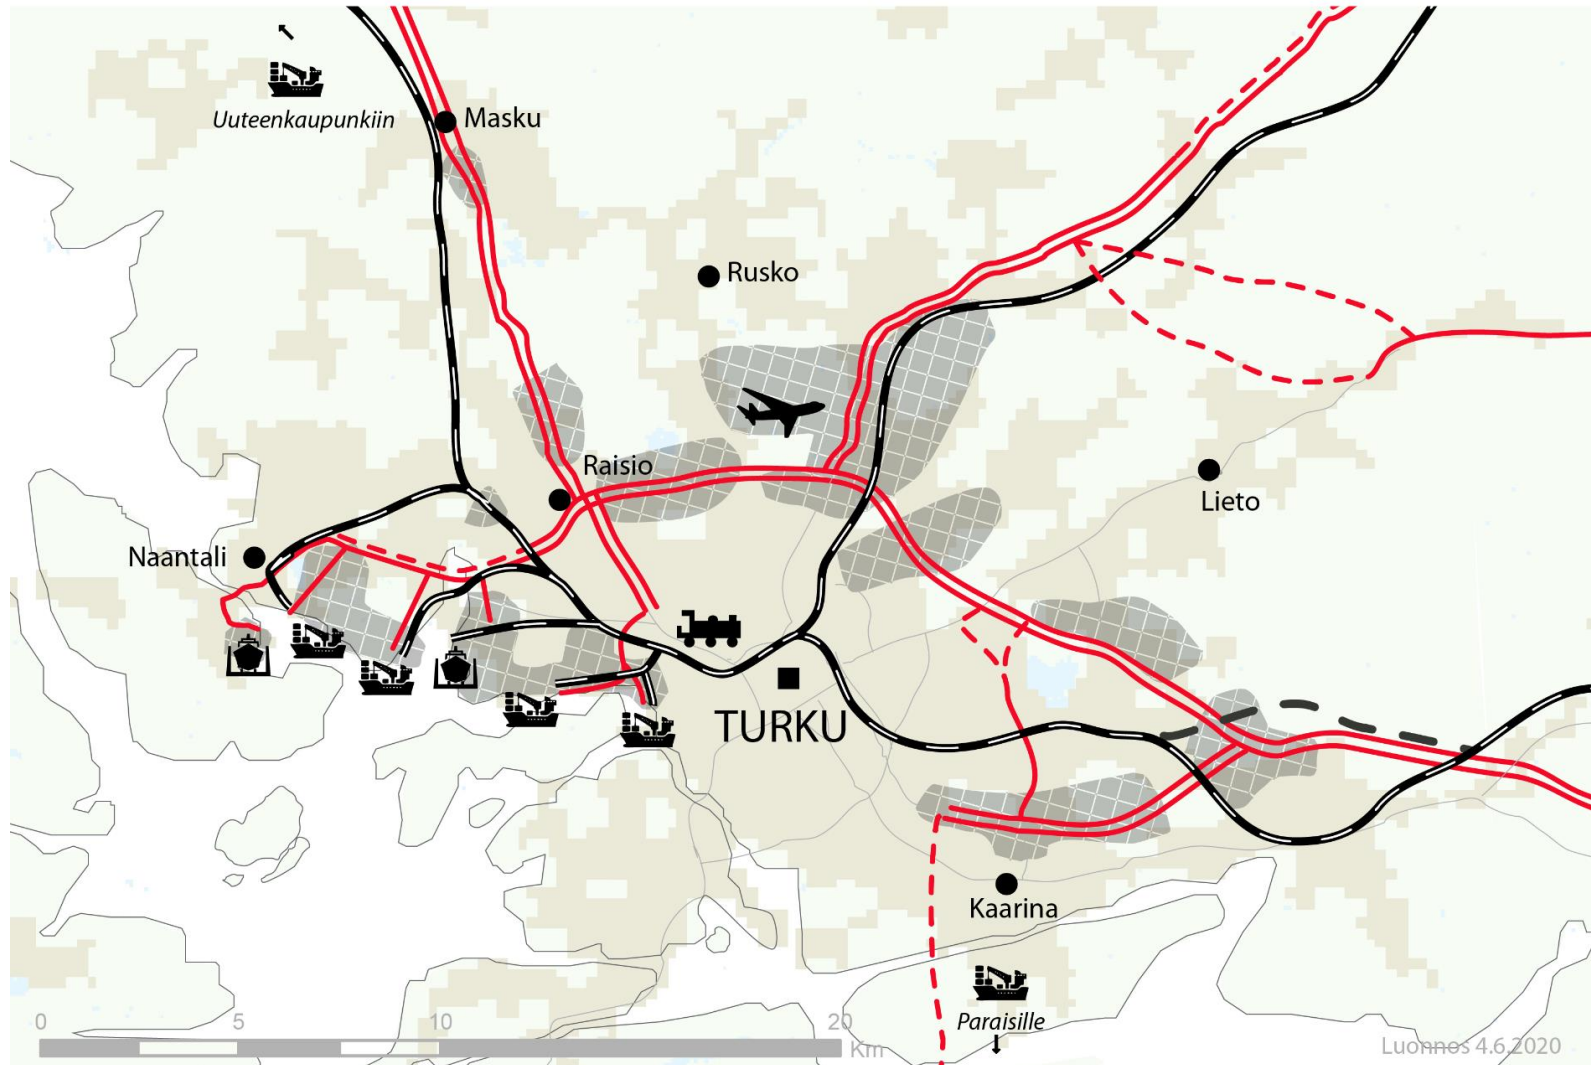 Uuteenkaupunkiin
Masku
Rusko
Raisio
Lieto
Naantali
TURKU
Kaarina
Paraisille
0 5 10 20
Km
Luonnos 4.6.2020